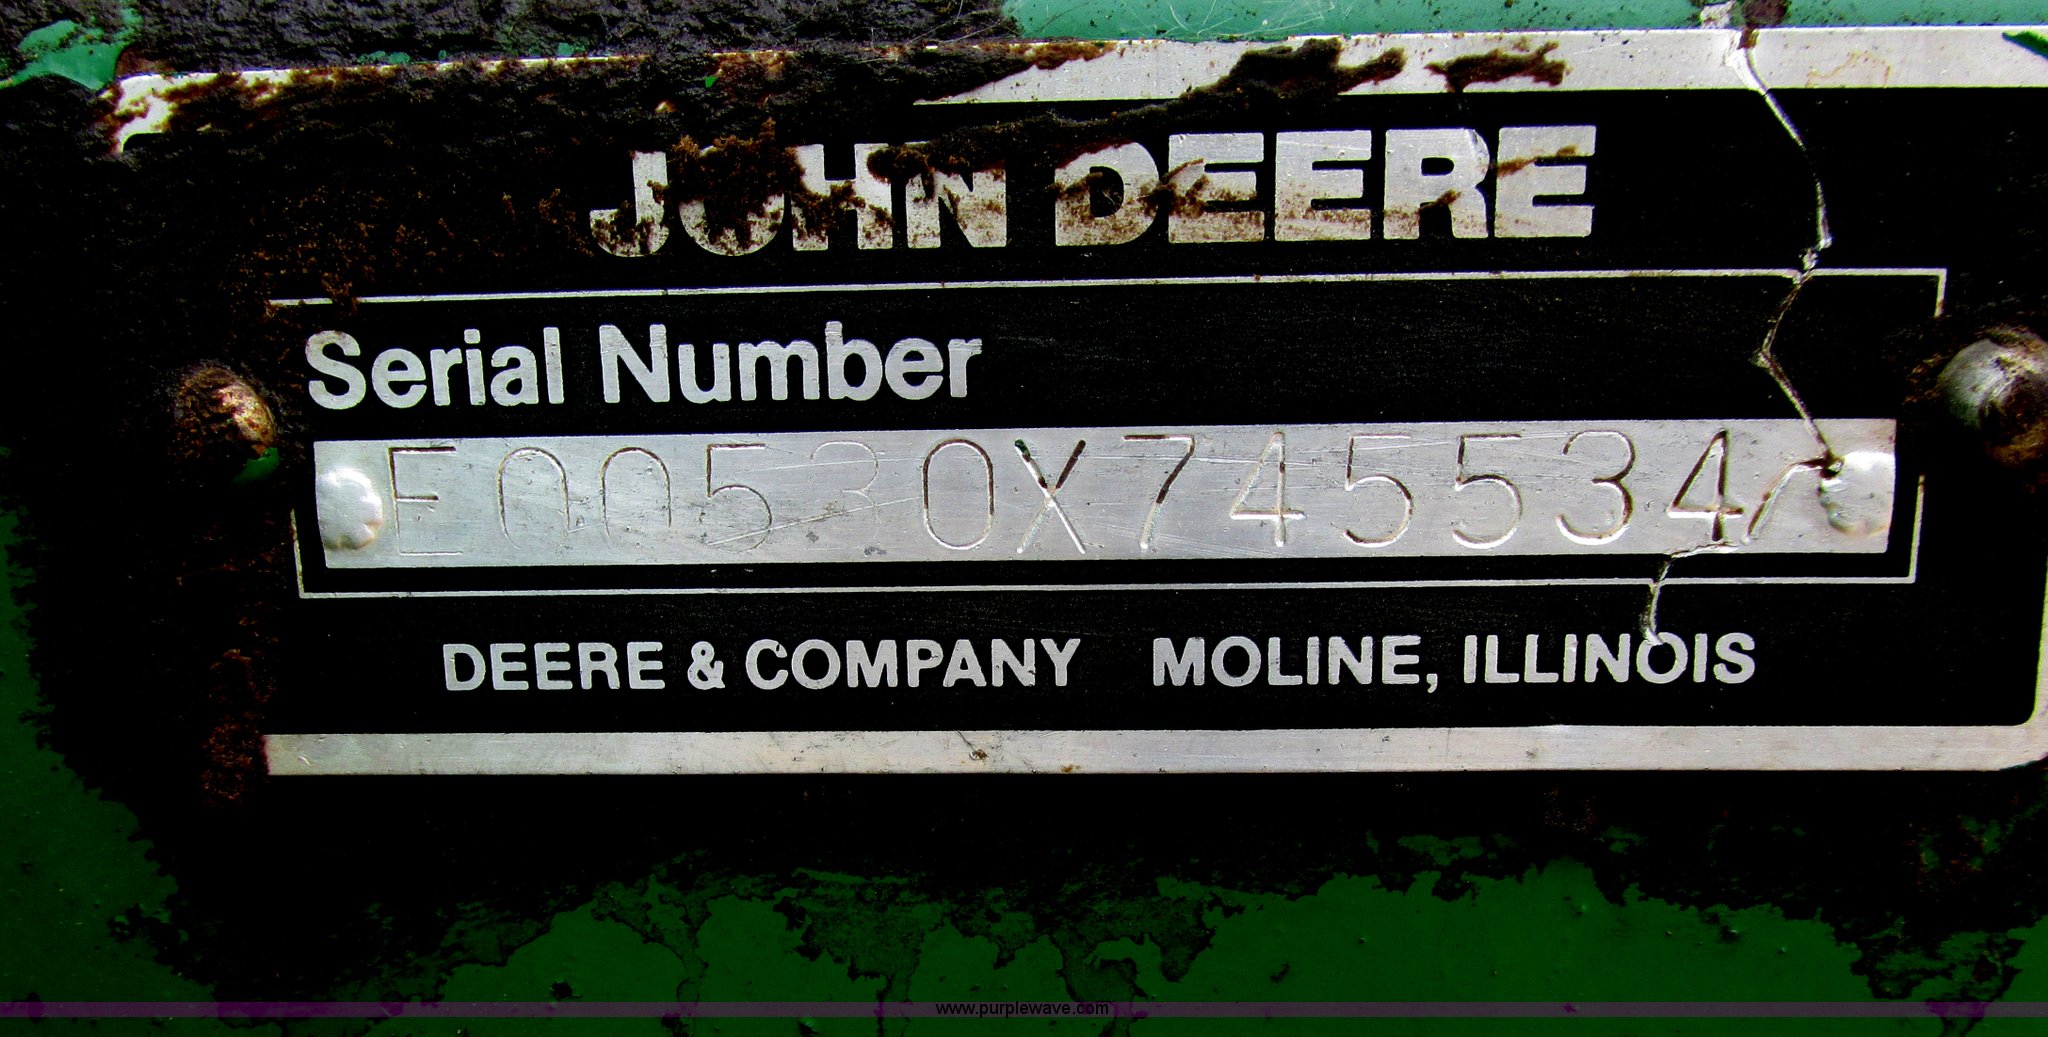 JOHN DEERE
Serial Number
E00530X745534
DEERE & COMPANY MOLINE, ILLINOIS
www.purplewave.com